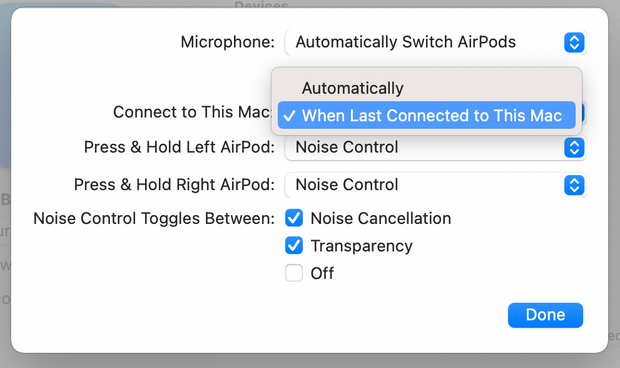 Devices
Microphone: Automatically Switch AirPods
Automatically
Connect to This Mac: ✓ When Last Connected to This Mac
Press & Hold Left AirPod: Noise Control
Press & Hold Right AirPod: Noise Control
Noise Control Toggles Between: Noise Cancellation
Transparency
Off
Done